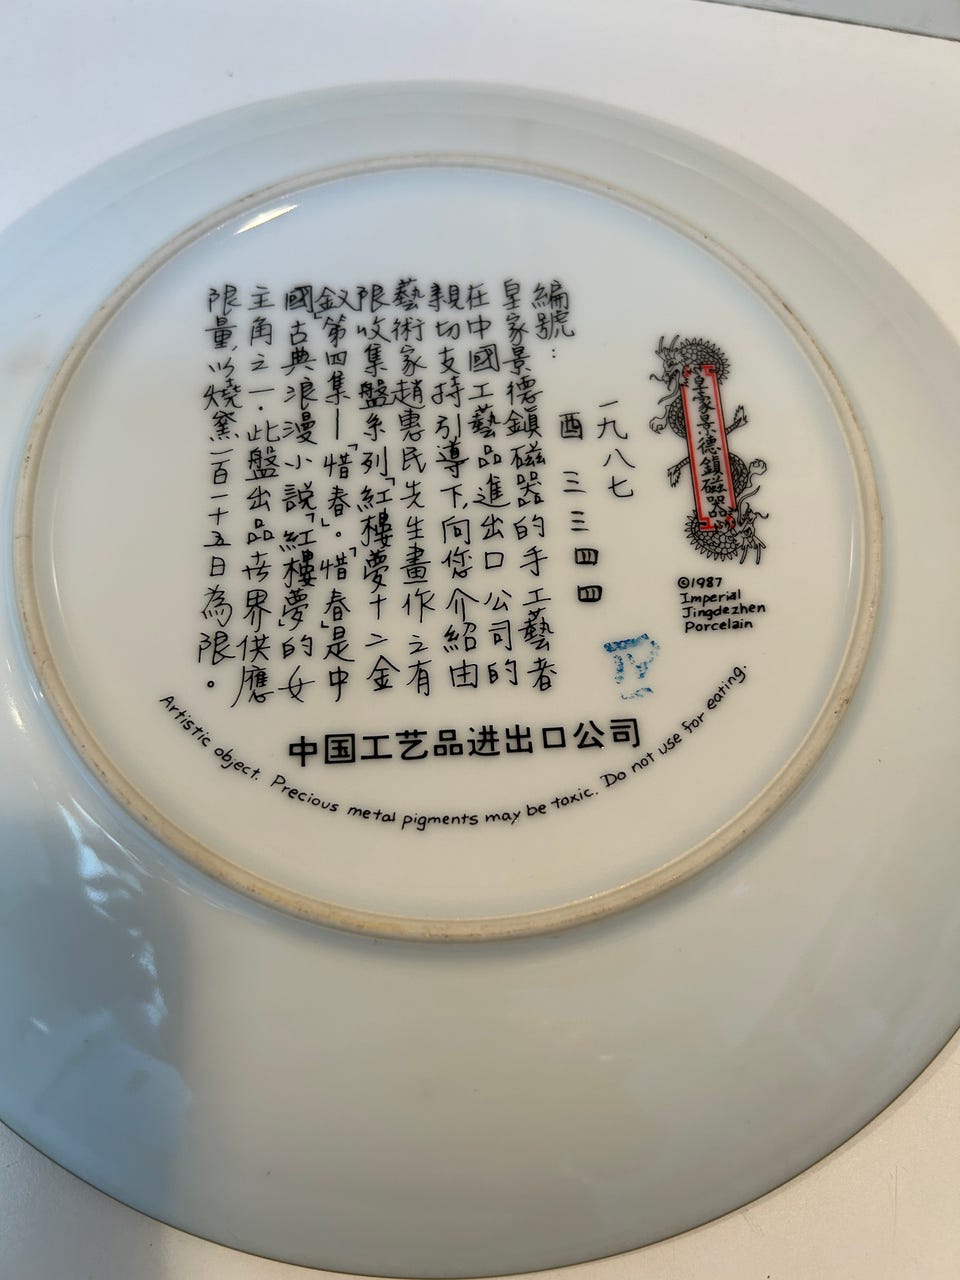 皇家景德鎮磁器
©1987
Imperial
Jingdezhen
Porcelain
一九八七
編號：酉三三四四
皇家景德鎮磁器的手工藝者
在中國工藝品進出口公司的
親切支持引導下,向您介紹由
藝術家趙惠民先生畫作之有
限收集盤系列「紅樓夢十二金
釵」第四集—「惜春」。「惜春」是中
國古典浪漫小說「紅樓夢」的女
主角之一.此盤出品世界供應
限量,以燒窯一百一十五日為限。
中国工艺品进出口公司
Artistic object. Precious metal pigments may be toxic. Do not use for eating.